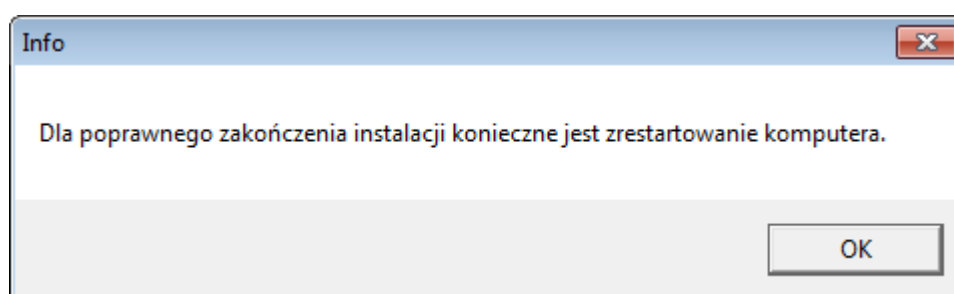 Info
Dla poprawnego zakończenia instalacji konieczne jest zrestartowanie komputera.
OK